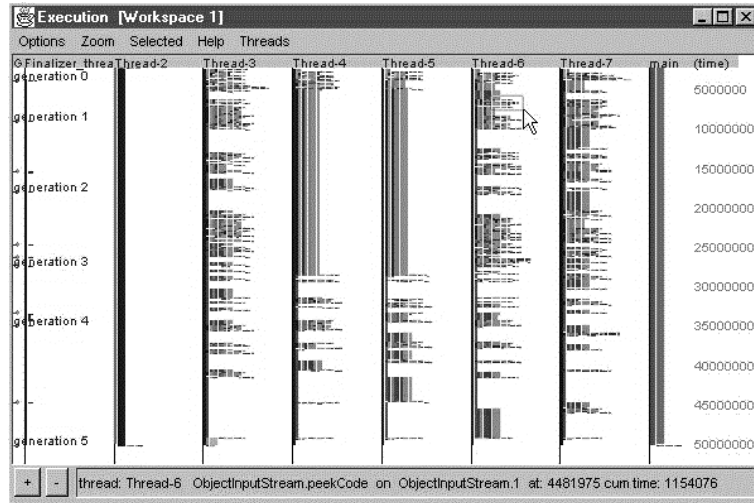 Execution [Workspace 1]
Options Zoom Selected Help Threads
G Finalizer_threa Thread-2 Thread-3 Thread-4 Thread-5 Thread-6 Thread-7 main (time)
generation 0
5000000
generation 1
10000000
15000000
generation 2
20000000
25000000
generation 3
30000000
generation 4
35000000
40000000
45000000
generation 5
50000000
+ - thread: Thread-6 ObjectInputStream.peekCode on ObjectInputStream.1 at: 4481975 cum time: 1154076